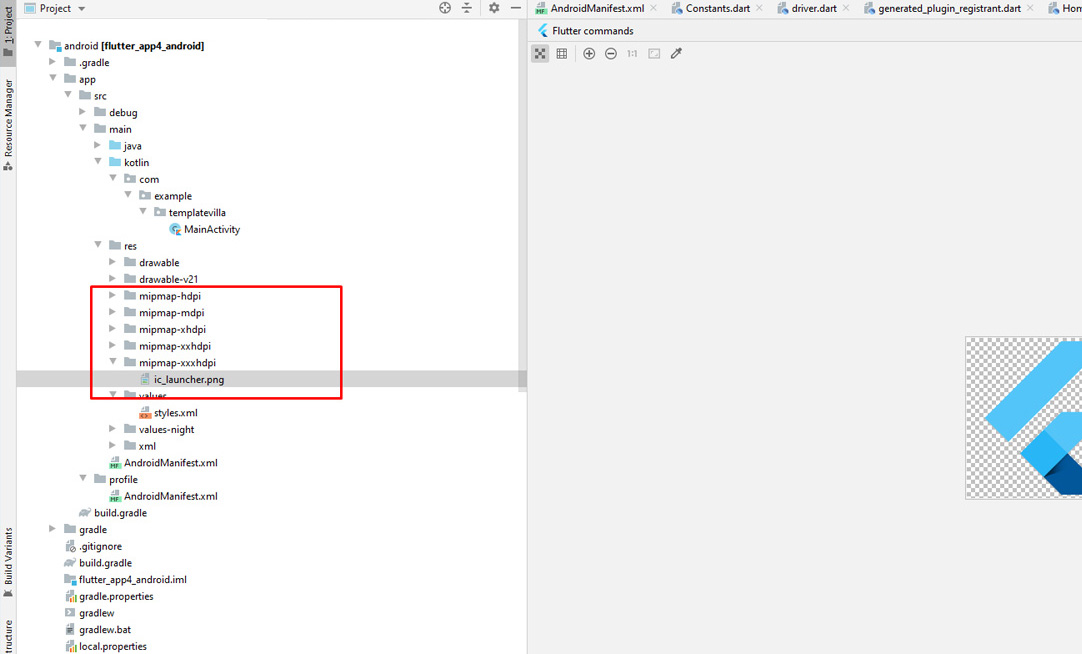 Project
AndroidManifest.xml
Constants.dart
driver.dart
generated_plugin_registrant.dart
Hom
1: Project
Resource Manager
Build Variants
tructure
Flutter commands
1:1
android [flutter_app4_android]
.gradle
app
src
debug
main
java
kotlin
com
example
templatevilla
MainActivity
res
drawable
drawable-v21
mipmap-hdpi
mipmap-mdpi
mipmap-xhdpi
mipmap-xxhdpi
mipmap-xxxhdpi
ic_launcher.png
values
styles.xml
values-night
xml
AndroidManifest.xml
profile
AndroidManifest.xml
build.gradle
gradle
.gitignore
build.gradle
flutter_app4_android.iml
gradle.properties
gradlew
gradlew.bat
local.properties